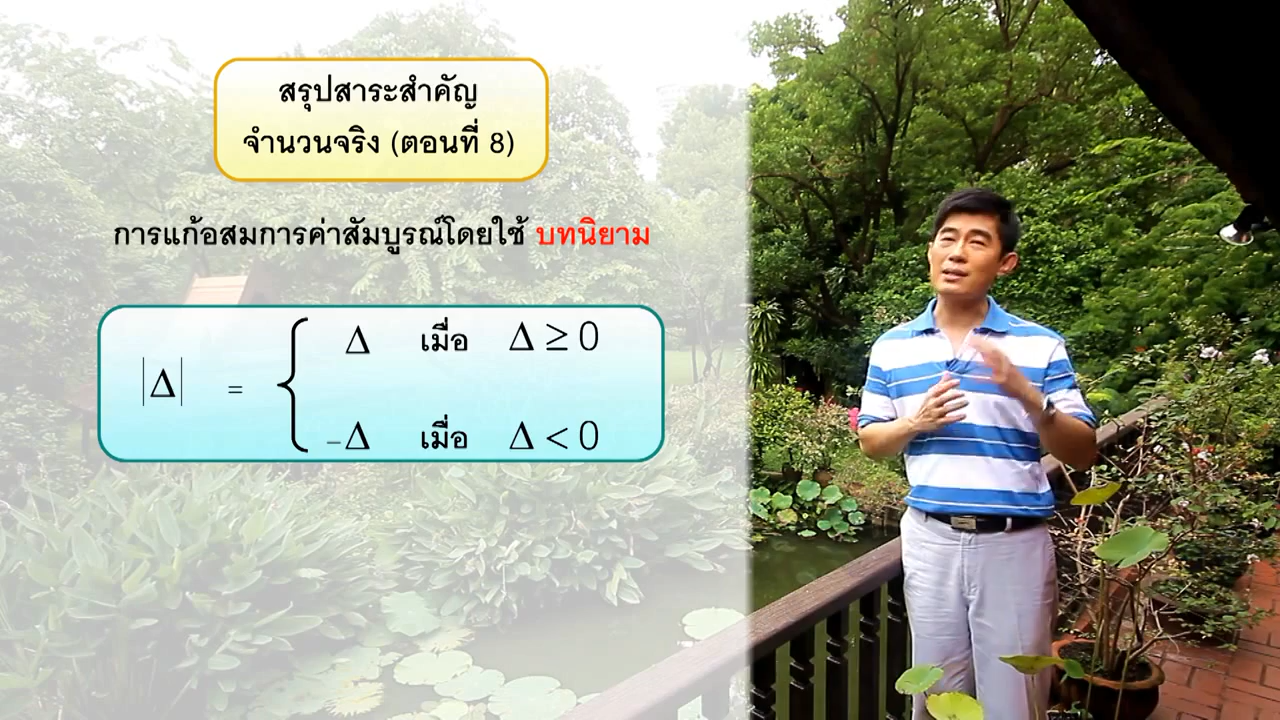 สรุปสาระสำคัญ
จำนวนจริง (ตอนที่ 8)
การแก้อสมการค่าสัมบูรณ์โดยใช้ บทนิยาม
Δ เมื่อ Δ ≥ 0
|Δ| =
-Δ เมื่อ Δ < 0